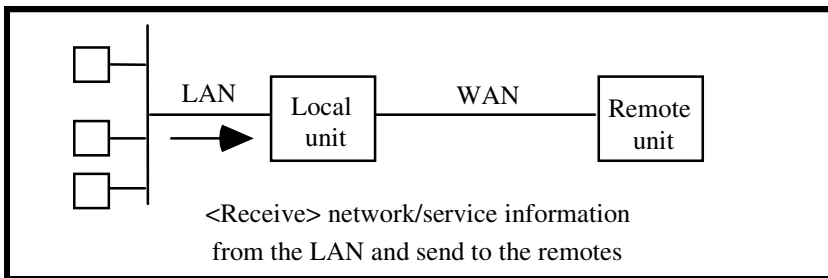 LAN
Local
unit
WAN
Remote
unit
<Receive> network/service information
from the LAN and send to the remotes